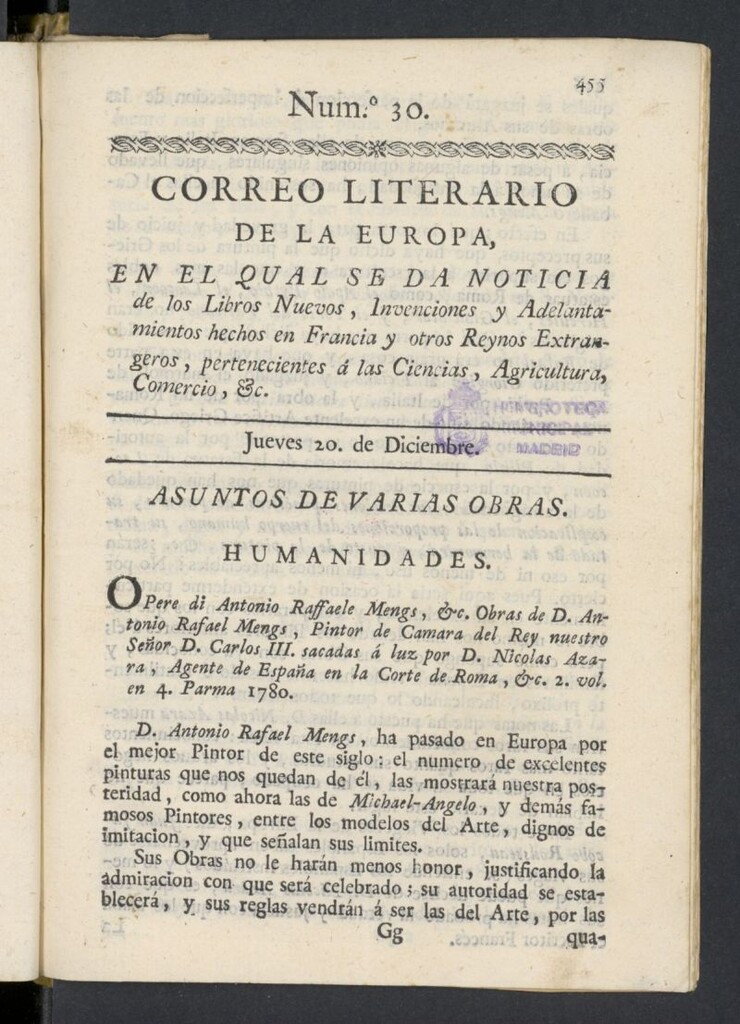 455
Num.º 30.
CORREO LITERARIO
DE LA EUROPA,
EN EL QUAL SE DA NOTICIA
de los Libros Nuevos, Invenciones y Adelanta-
mientos hechos en Francia y otros Reynos Extran-
geros, pertenecientes á las Ciencias, Agricultura,
Comercio, &c.
Jueves 20. de Diciembre.
MADRID
ASUNTOS DE VARIAS OBRAS.
HUMANIDADES.
OPere di Antonio Raffaele Mengs, &c. Obras de D. An-
tonio Rafael Mengs, Pintor de Camara del Rey nuestro
Señor D. Carlos III. sacadas á luz por D. Nicolas Aza-
ra, Agente de España en la Corte de Roma, &c. 2. vol.
en 4. Parma 1780.
D. Antonio Rafael Mengs, ha pasado en Europa por
el mejor Pintor de este siglo: el numero de excelentes
pinturas que nos quedan de él, las mostrará nuestra pos-
teridad, como ahora las de Michael-Angelo, y demás fa-
mosos Pintores, entre los modelos del Arte, dignos de
imitacion, y que señalan sus limites.
Sus Obras no le harán menos honor, justificando la
admiracion con que será celebrado; su autoridad se esta-
blecerá, y sus reglas vendrán á ser las del Arte, por las
Gg qua-